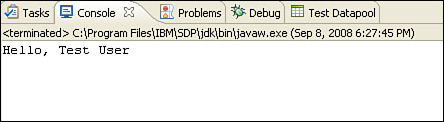 Tasks Console Problems Debug Test Datapool
<terminated> C:\Program Files\IBM\SDP\jdk\bin\javaw.exe (Sep 8, 2008 6:27:45 PM)
Hello, Test User